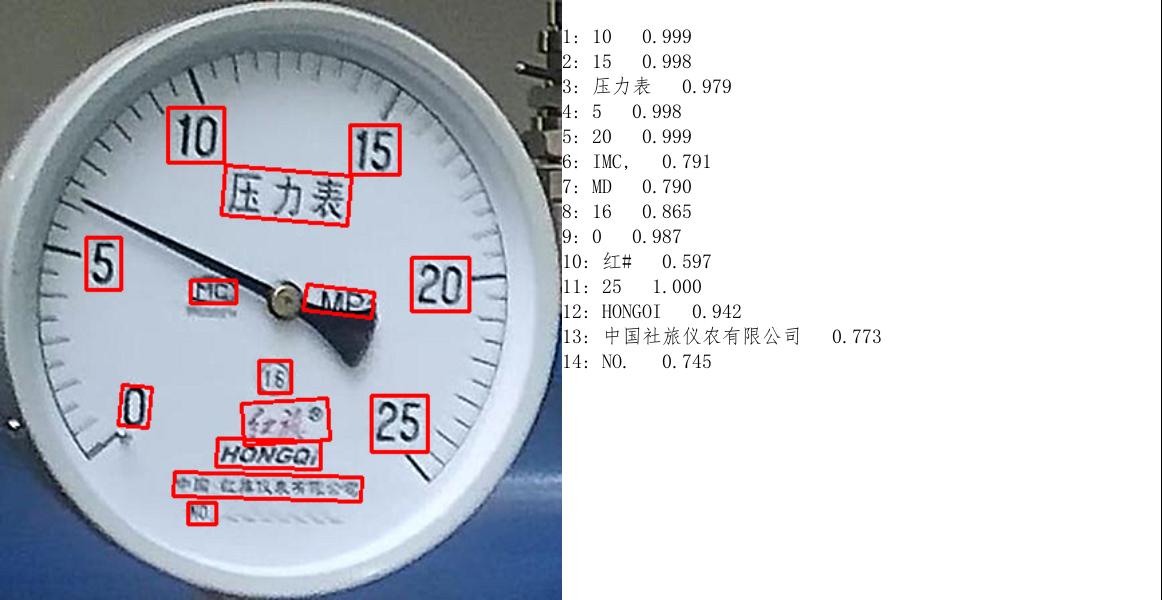 10
15
压力表
5
20
MC
MP
16
0
红旗®
25
HONGQi
中国·红旗仪表有限公司
NO.
1: 10 0.999
2: 15 0.998
3: 压力表 0.979
4: 5 0.998
5: 20 0.999
6: IMC, 0.791
7: MD 0.790
8: 16 0.865
9: 0 0.987
10: 红# 0.597
11: 25 1.000
12: HONGOI 0.942
13: 中国社旅仪农有限公司 0.773
14: NO. 0.745